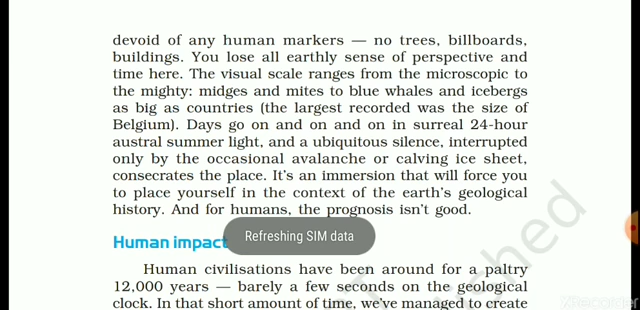 devoid of any human markers — no trees, billboards,
buildings. You lose all earthly sense of perspective and
time here. The visual scale ranges from the microscopic to
the mighty: midges and mites to blue whales and icebergs
as big as countries (the largest recorded was the size of
Belgium). Days go on and on and on in surreal 24-hour
austral summer light, and a ubiquitous silence, interrupted
only by the occasional avalanche or calving ice sheet,
consecrates the place. It's an immersion that will force you
to place yourself in the context of the earth's geological
history. And for humans, the prognosis isn't good.
Refreshing SIM data
Human impact
Human civilisations have been around for a paltry
12,000 years — barely a few seconds on the geological
clock. In that short amount of time, we've managed to create
XRecorder